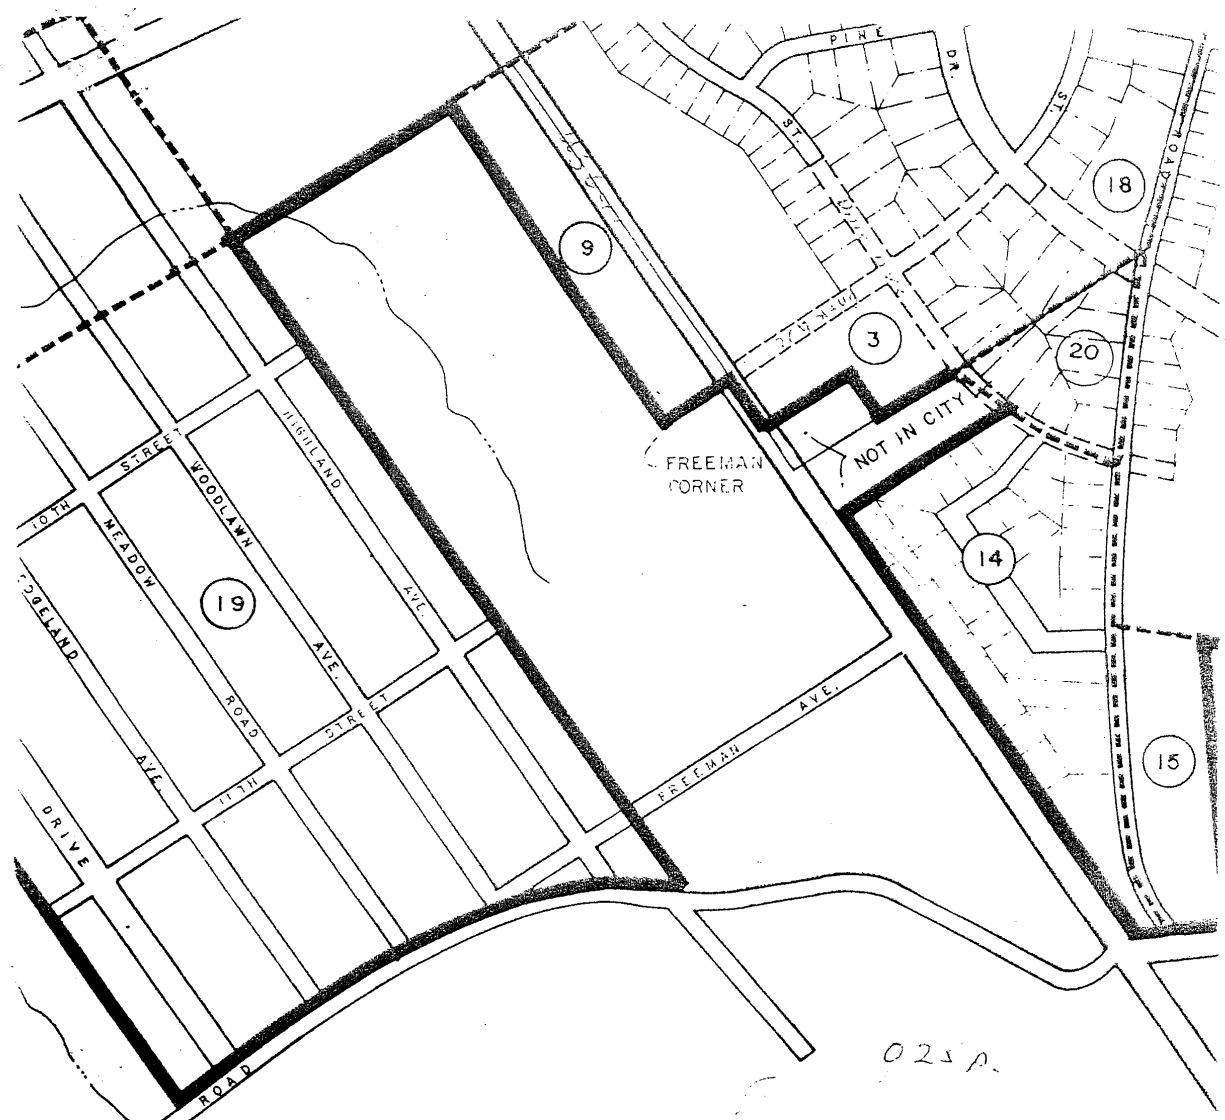 PINE
DR.
ST.
ST.
ROAD
18
9
3
20
NOT IN CITY
FREEMAN
CORNER
14
15
10TH STREET
HIGHLAND AVE.
WOODLAWN AVE.
MEADOW ROAD
19
AVE.
DRIVE
11TH STREET
FREEMAN AVE.
ROAD